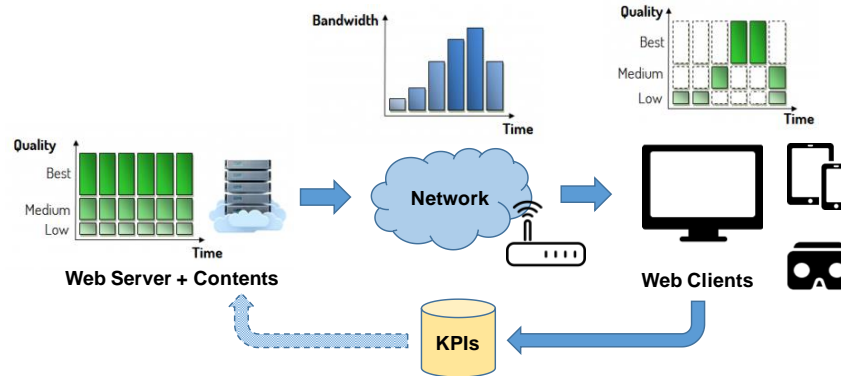 Bandwidth
Time
Quality
Best
Medium
Low
Time
Quality
Best
Medium
Low
Time
Web Server + Contents
Network
Web Clients
KPIs